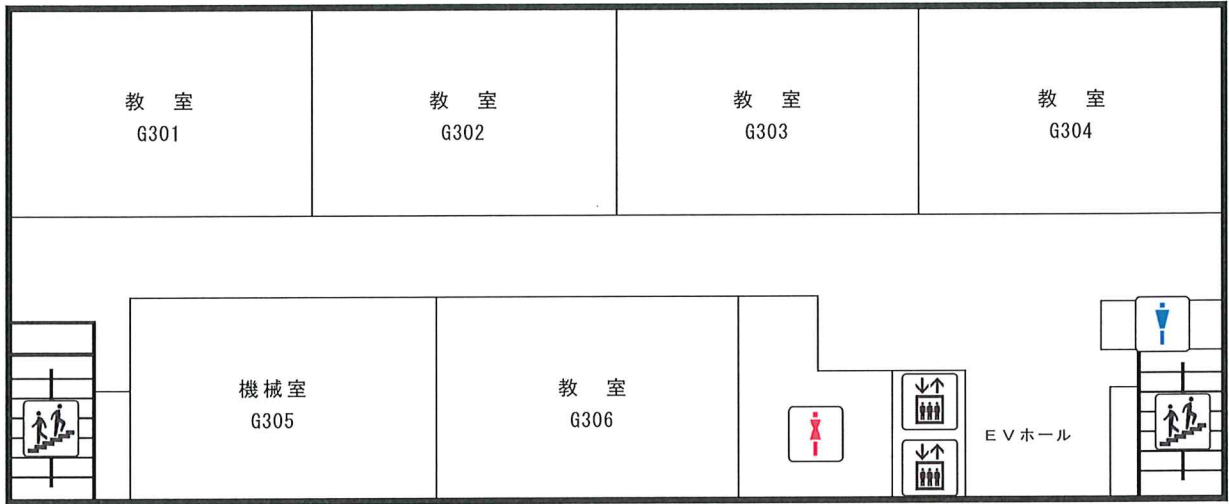 教 室
G301
教 室
G302
教 室
G303
教 室
G304
機械室
G305
教 室
G306
EVホール